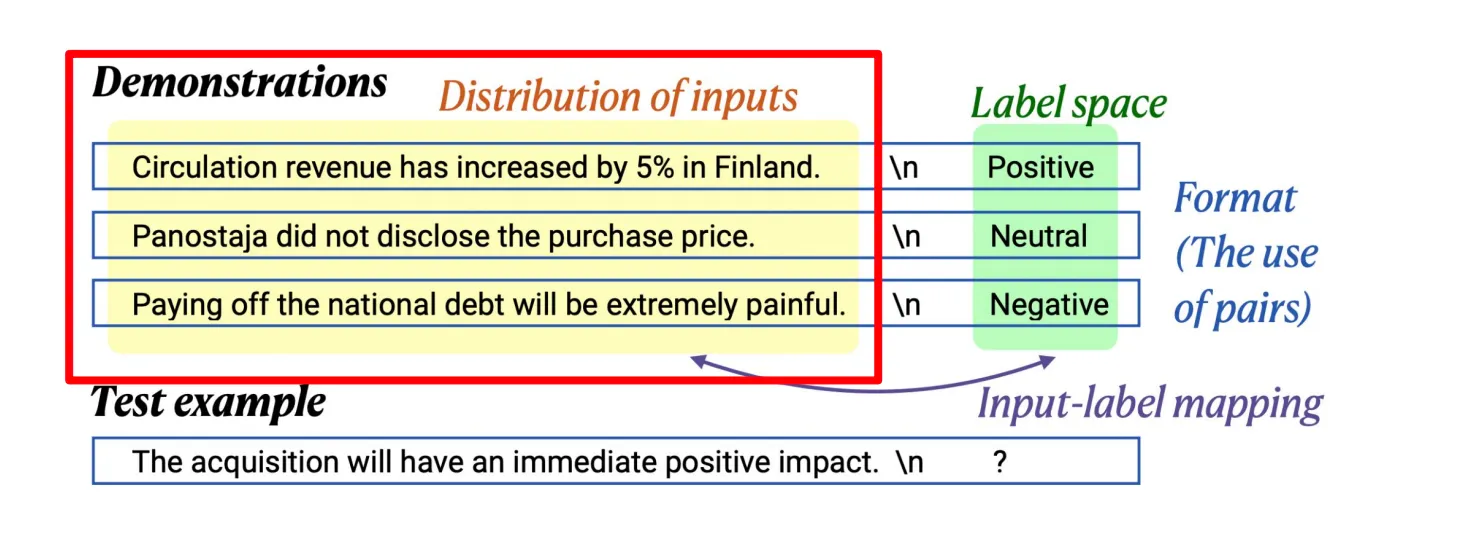 Demonstrations
Distribution of inputs
Label space
Circulation revenue has increased by 5% in Finland. \n Positive
Panostaja did not disclose the purchase price. \n Neutral
Paying off the national debt will be extremely painful. \n Negative
Format
(The use
of pairs)
Test example
Input-label mapping
The acquisition will have an immediate positive impact. \n ?